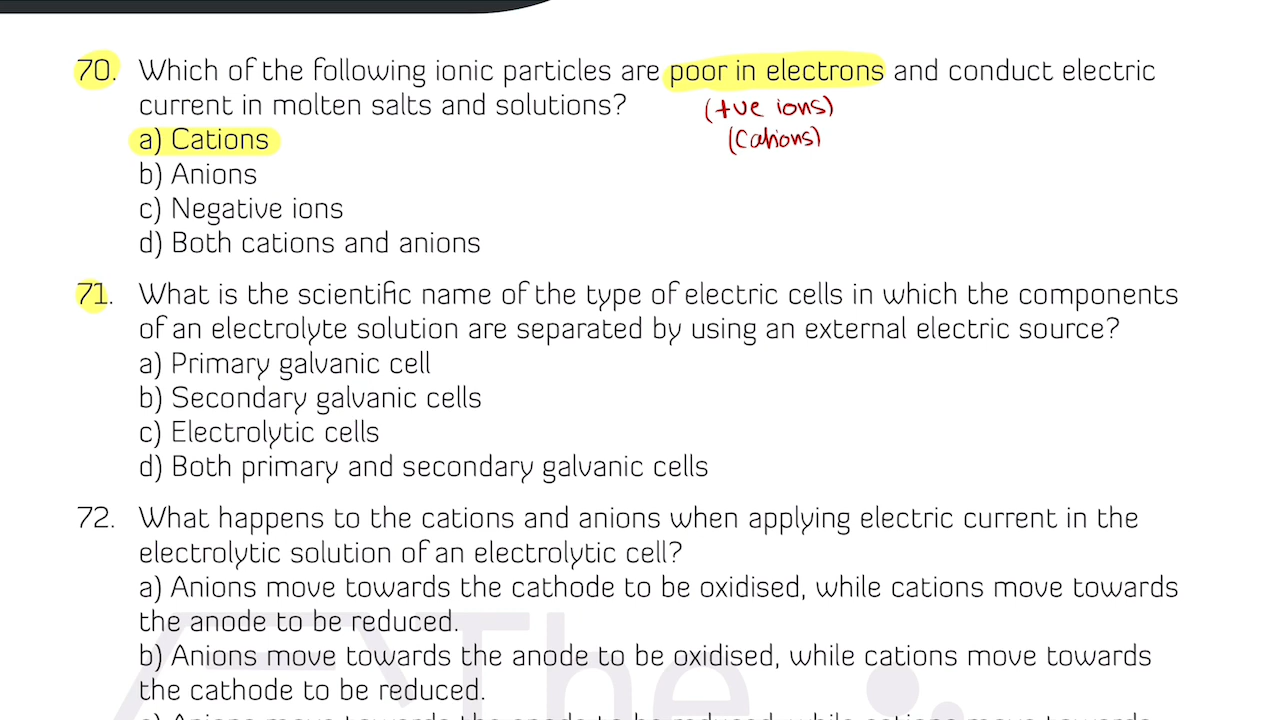 70. Which of the following ionic particles are poor in electrons and conduct electric
current in molten salts and solutions?
(+ve ions)
a) Cations
(Cations)
b) Anions
c) Negative ions
d) Both cations and anions
71. What is the scientific name of the type of electric cells in which the components
of an electrolyte solution are separated by using an external electric source?
a) Primary galvanic cell
b) Secondary galvanic cells
c) Electrolytic cells
d) Both primary and secondary galvanic cells
72. What happens to the cations and anions when applying electric current in the
electrolytic solution of an electrolytic cell?
a) Anions move towards the cathode to be oxidised, while cations move towards
the anode to be reduced.
b) Anions move towards the anode to be oxidised, while cations move towards
the cathode to be reduced.
The